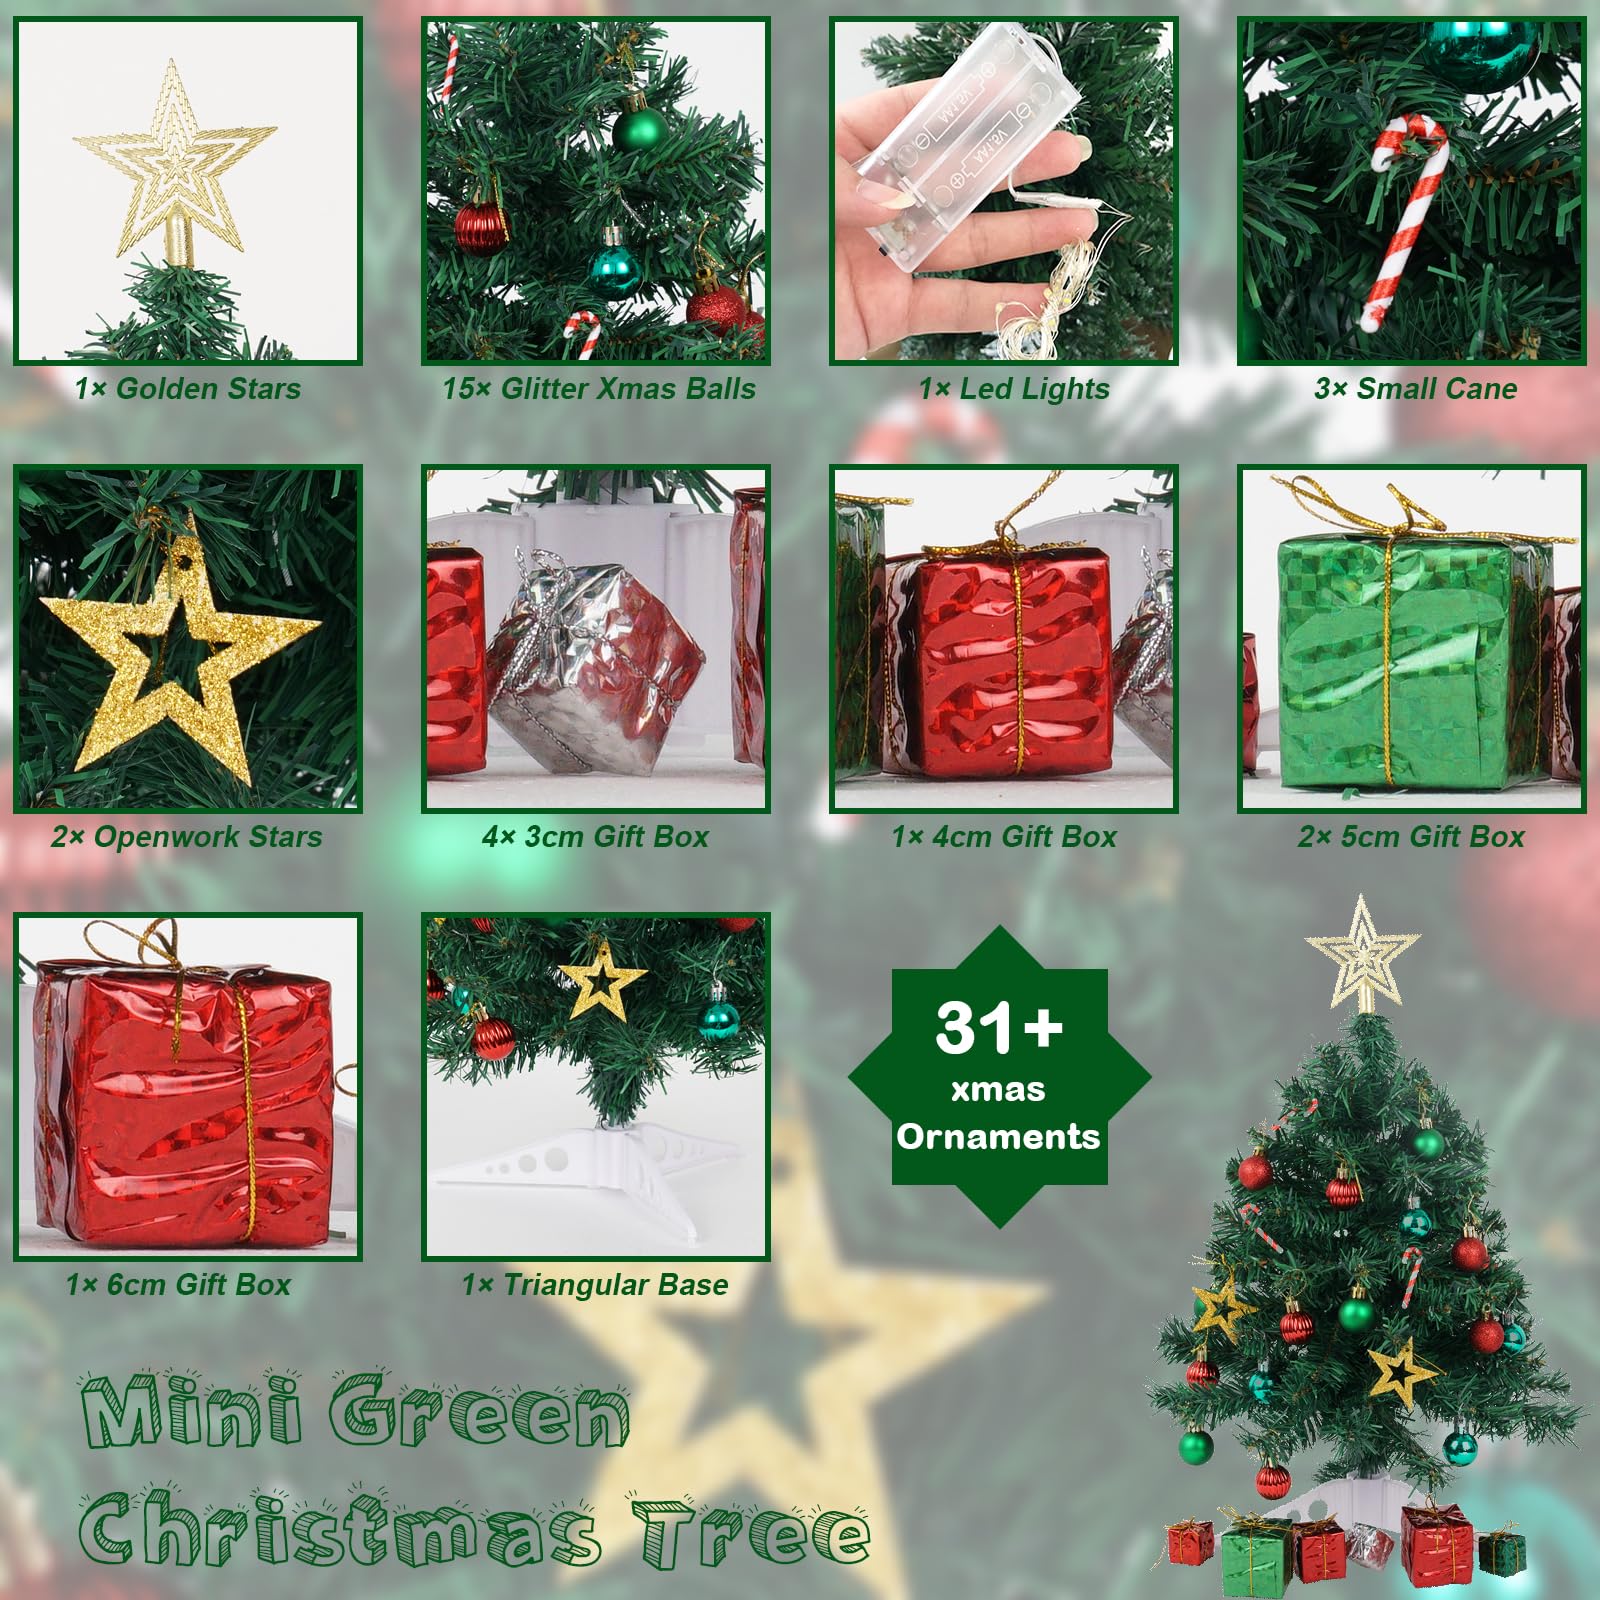 1× Golden Stars
15× Glitter Xmas Balls
1× Led Lights
3× Small Cane
2× Openwork Stars
4× 3cm Gift Box
1× 4cm Gift Box
2× 5cm Gift Box
1× 6cm Gift Box
1× Triangular Base
31+
xmas
Ornaments
Mini Green
Christmas Tree